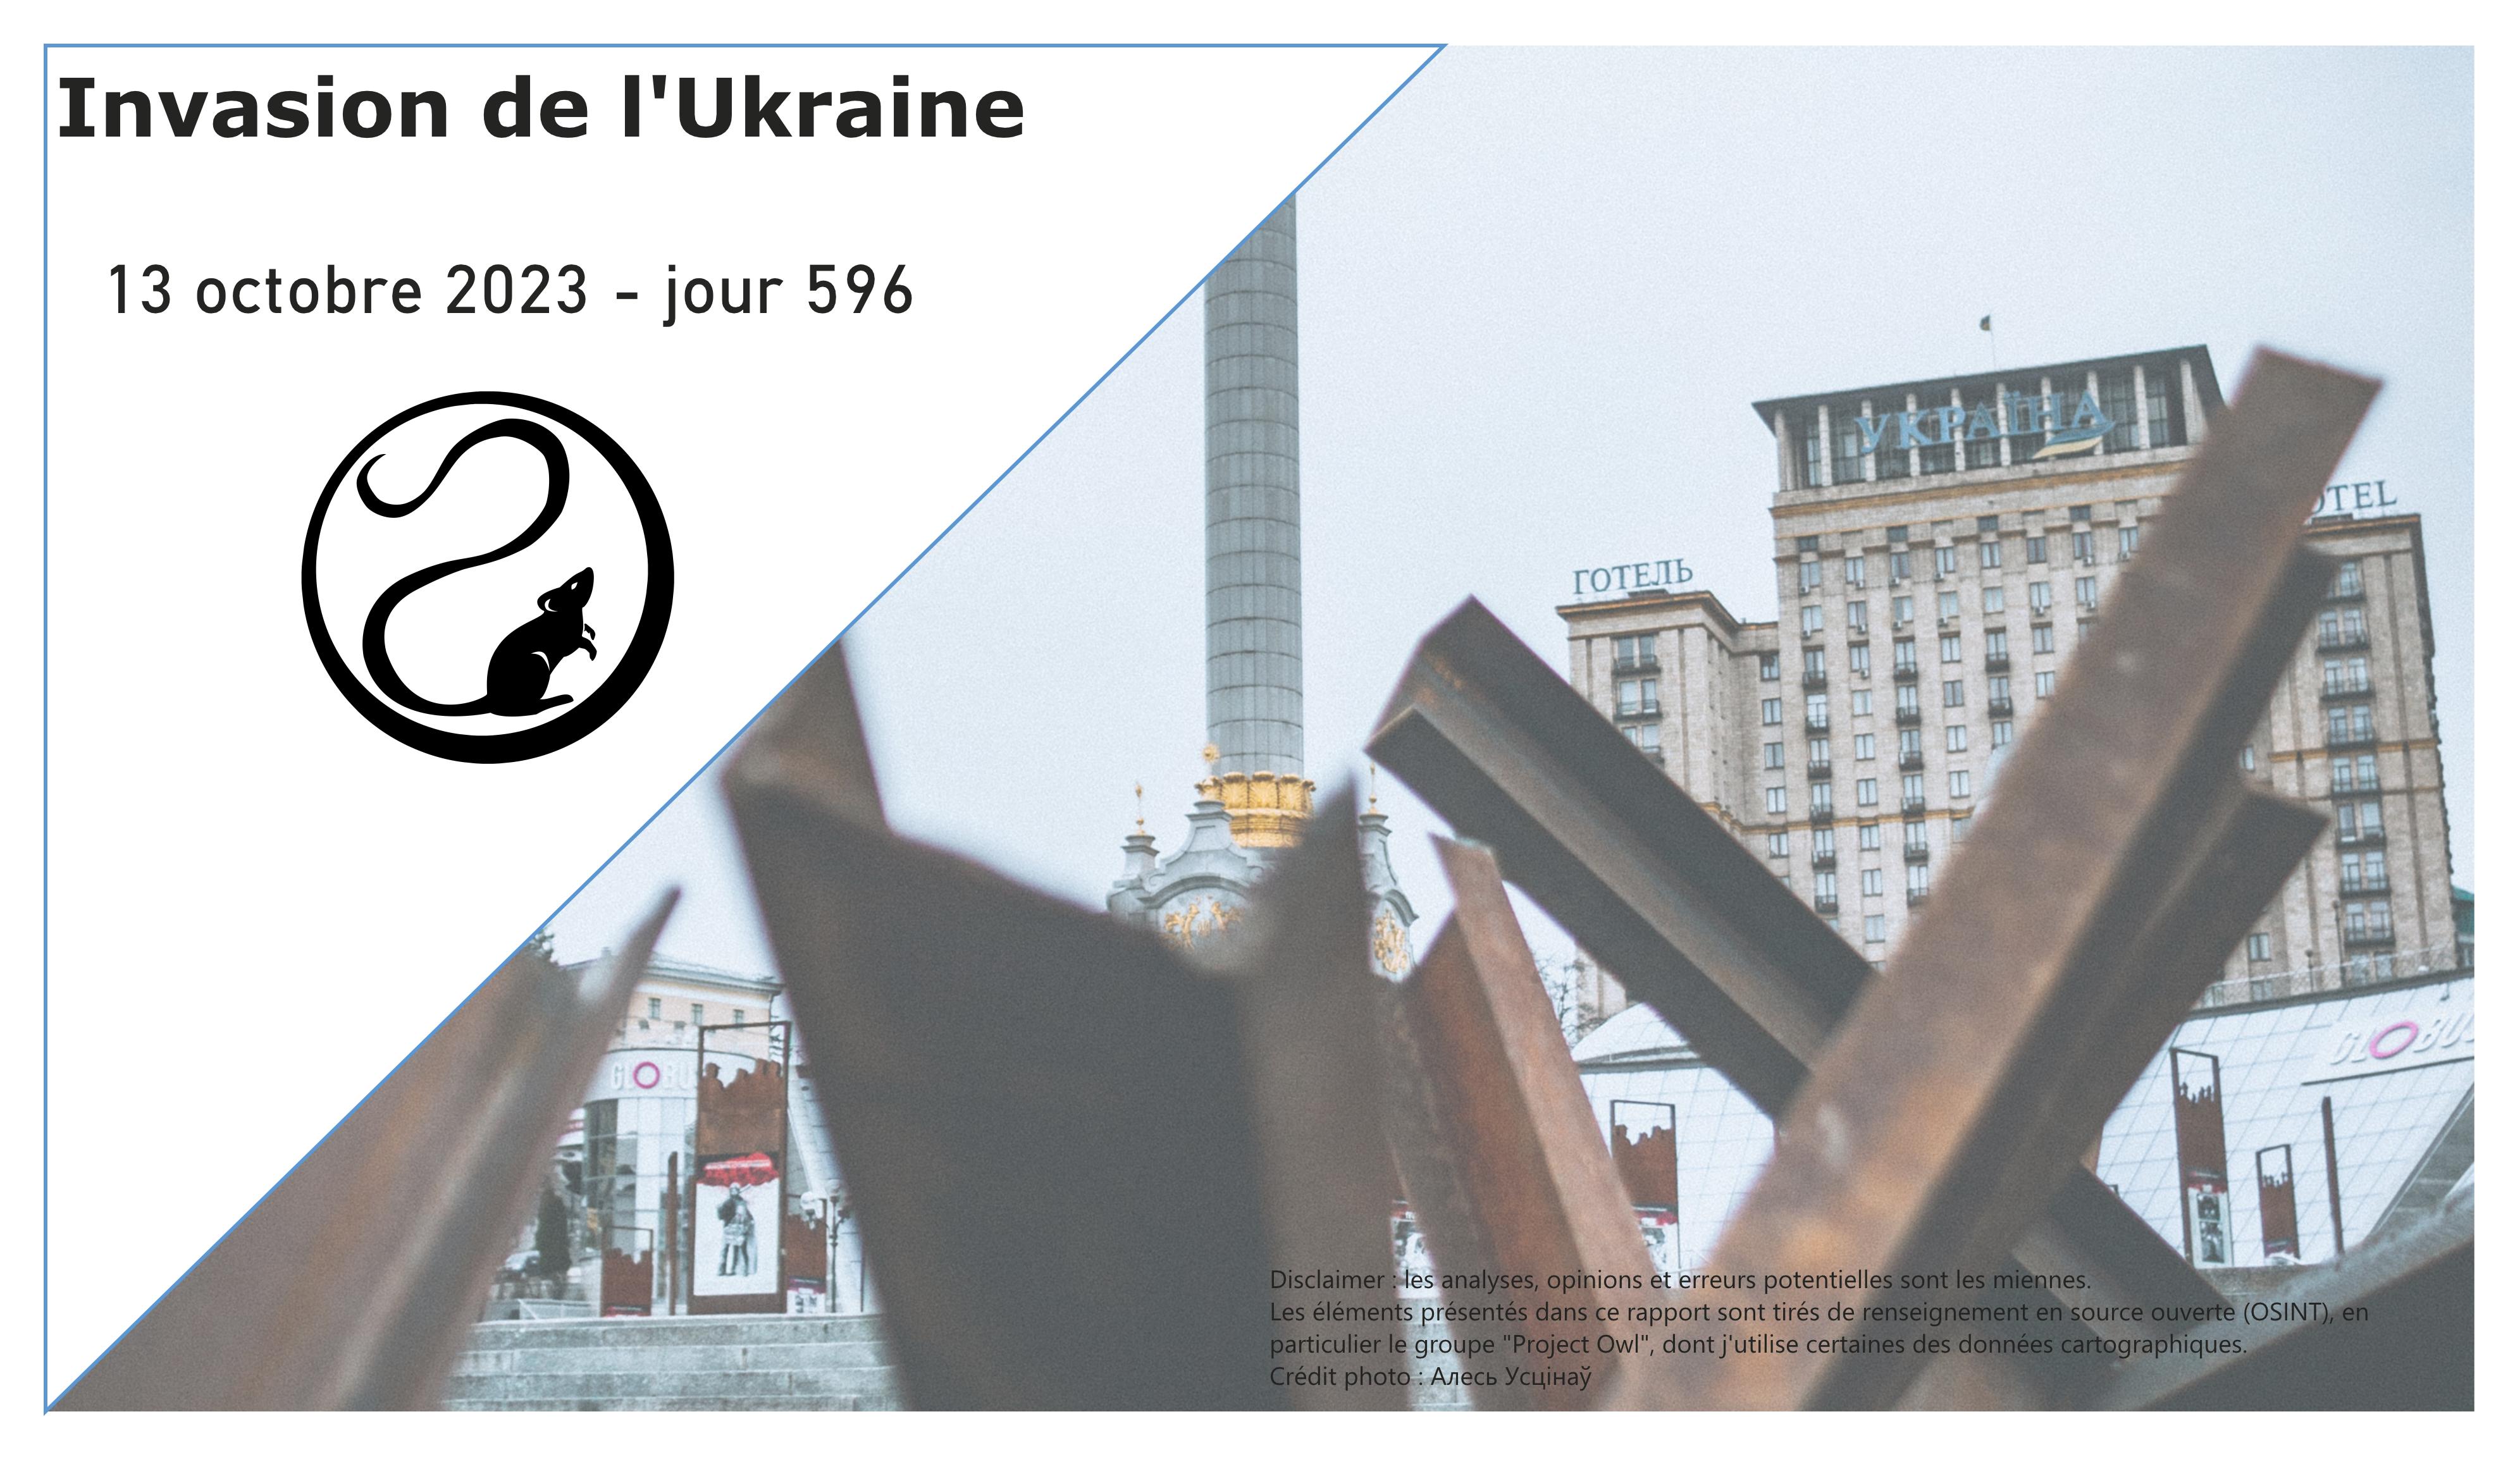 Invasion de l'Ukraine
13 octobre 2023 - jour 596
УКРАЇНА
ГОТЕЛЬ
GLOBUS
Disclaimer : les analyses, opinions et erreurs potentielles sont les miennes.
Les éléments présentés dans ce rapport sont tirés de renseignement en source ouverte (OSINT), en
particulier le groupe "Project Owl", dont j'utilise certaines des données cartographiques.
Crédit photo : Алесь Усцінаў